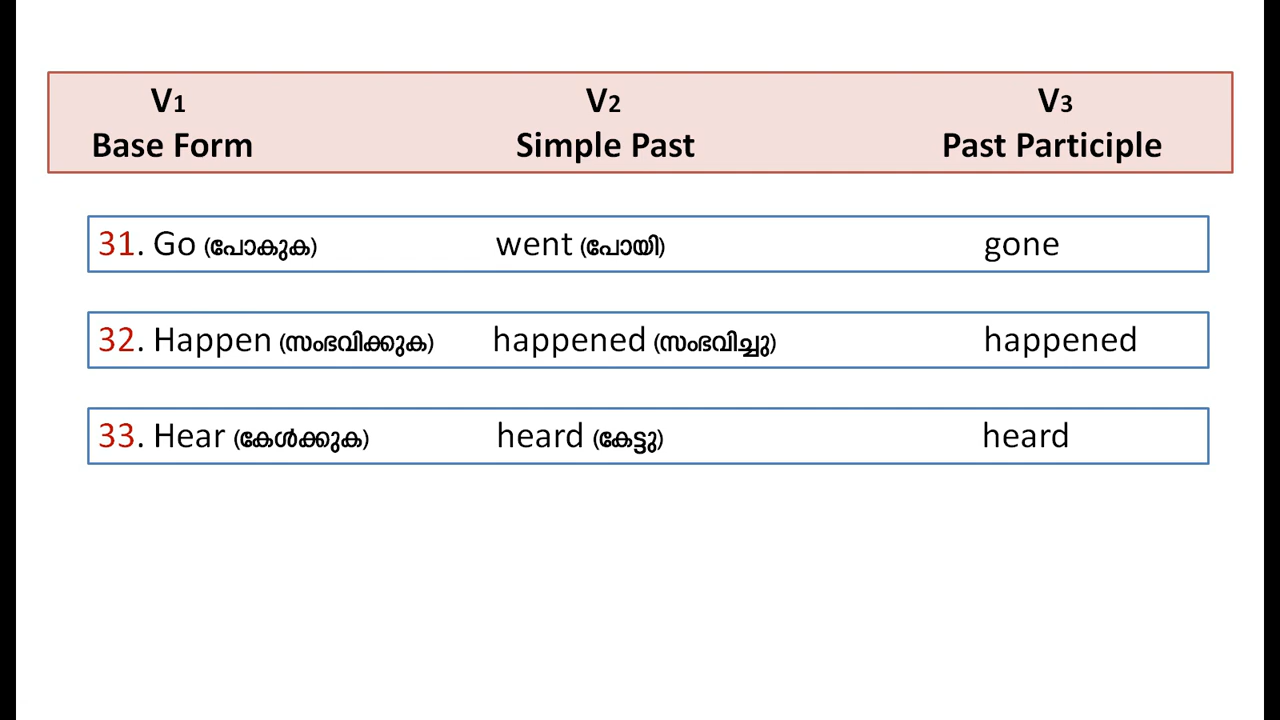 V1 V2 V3
Base Form Simple Past Past Participle
31. Go (പോകുക) went (പോയി) gone
32. Happen (സംഭവിക്കുക) happened (സംഭവിച്ചു) happened
33. Hear (കേൾക്കുക) heard (കേട്ടു) heard